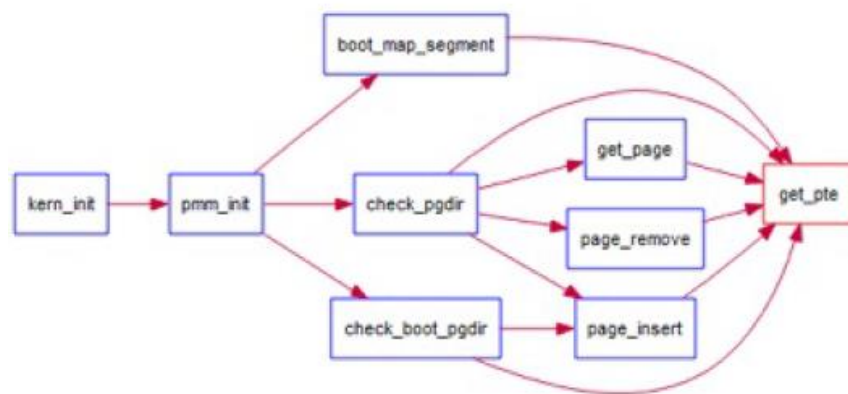 boot_map_segment
get_page
kern_init
pmm_init
check_pgdir
get_pte
page_remove
check_boot_pgdir
page_insert